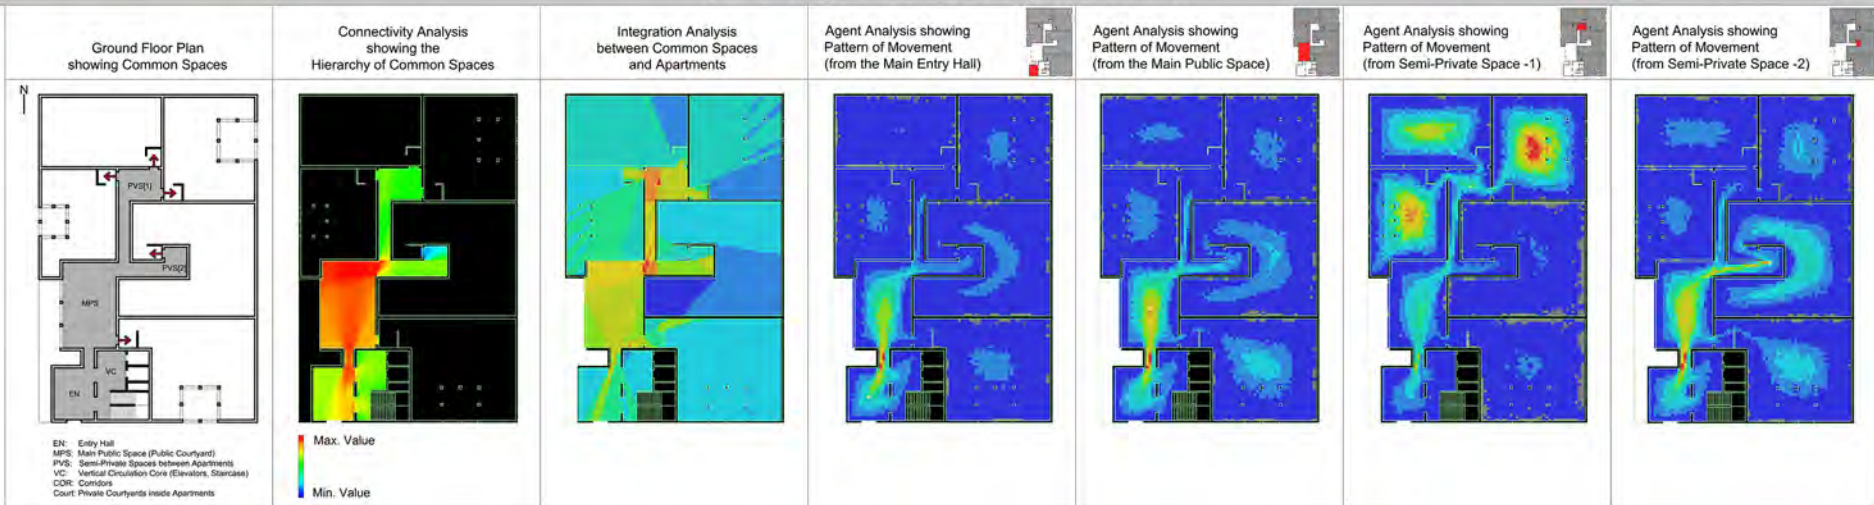 Ground Floor Plan
showing Common Spaces
Connectivity Analysis
showing the
Hierarchy of Common Spaces
Integration Analysis
between Common Spaces
and Apartments
Agent Analysis showing
Pattern of Movement
(from the Main Entry Hall)
Agent Analysis showing
Pattern of Movement
(from the Main Public Space)
Agent Analysis showing
Pattern of Movement
(from Semi-Private Space -1)
Agent Analysis showing
Pattern of Movement
(from Semi-Private Space -2)
N
PVS[1]
PVS[2]
MPS
VC
EN
EN: Entry Hall
MPS: Main Public Space (Public Courtyard)
PVS: Semi-Private Spaces between Apartments
VC: Vertical Circulation Core (Elevators, Staircase)
COR: Corridors
Court: Private Courtyards inside Apartments
Max. Value
Min. Value